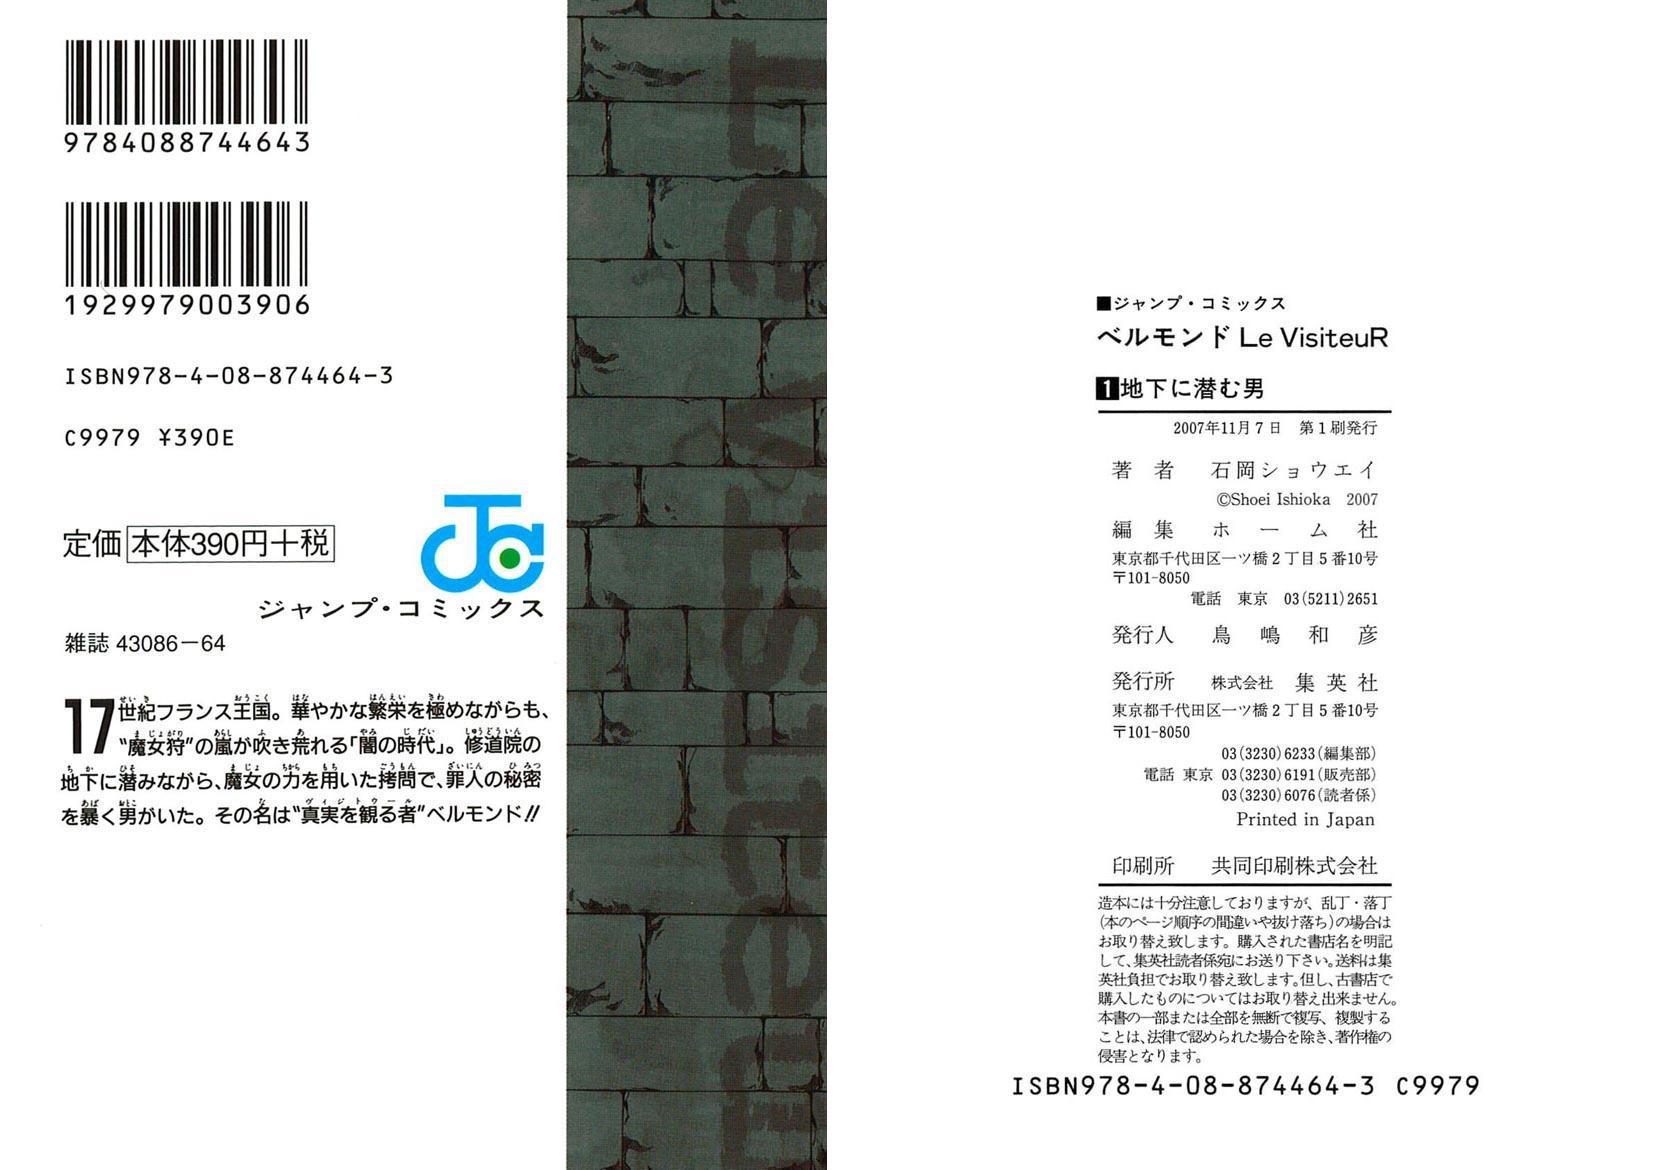 9784088744643
1929979003906
ISBN978-4-08-874464-3
C9979 ¥390E
定価 本体390円+税
ジャンプ・コミックス
雑誌 43086-64
17世紀フランス王国。華やかな繁栄を極めながらも、
“魔女狩”の嵐が吹き荒れる「闇の時代」。修道院の
地下に潜みながら、魔女の力を用いた拷問で、罪人の秘密
を暴く男がいた。その名は“真実を観る者”ベルモンド!!
Le VisiteuR
■ジャンプ・コミックス
ベルモンド Le VisiteuR
1 地下に潜む男
2007年11月7日 第1刷発行
著者 石岡ショウエイ
©Shoei Ishioka 2007
編集 ホーム社
東京都千代田区一ツ橋2丁目5番10号
〒101-8050
電話 東京 03(5211)2651
発行人 鳥嶋和彦
発行所 株式会社 集英社
東京都千代田区一ツ橋2丁目5番10号
〒101-8050
03(3230)6233(編集部)
電話 東京 03(3230)6191(販売部)
03(3230)6076(読者係)
Printed in Japan
印刷所 共同印刷株式会社
造本には十分注意しておりますが、乱丁・落丁
(本のページ順序の間違いや抜け落ち)の場合は
お取り替え致します。購入された書店名を明記
して、集英社読者係宛にお送り下さい。送料は集
英社負担でお取り替え致します。但し、古書店で
購入したものについてはお取り替え出来ません。
本書の一部または全部を無断で複写、複製する
ことは、法律で認められた場合を除き、著作権の
侵害となります。
ISBN978-4-08-874464-3 C9979